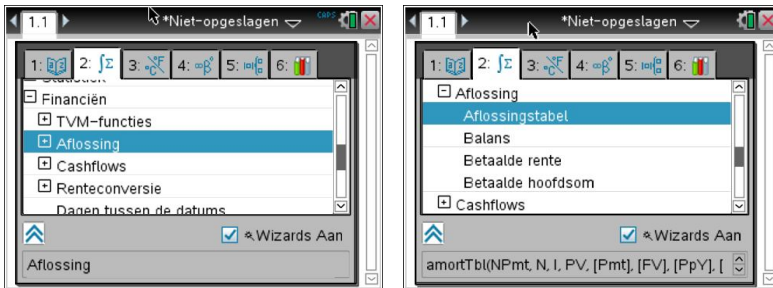 1.1
*Niet-opgeslagen
CAPS
1:
2: ∫Σ
3: °C °F
4: ∞β°
5:
6:
Financiën
TVM-functies
Aflossing
Cashflows
Renteconversie
Dagen tussen de datums
Wizards Aan
Aflossing
1.1
*Niet-opgeslagen
1:
2: ∫Σ
3: °C °F
4: ∞β°
5:
6:
Aflossing
Aflossingstabel
Balans
Betaalde rente
Betaalde hoofdsom
Cashflows
Wizards Aan
amortTbl(NPmt, N, I, PV, [Pmt], [FV], [PpY], [